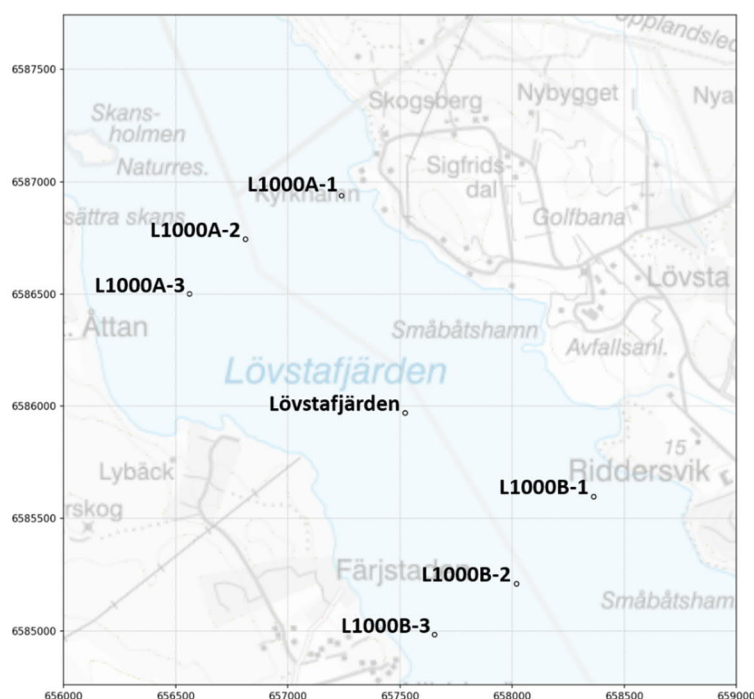 Upplandsled
6587500
Skogsberg
Nybygget
Nya
Skans-
holmen
Naturres.
Sigfrids-
dal
6587000
L1000A-1
Kyrkhamn
sättra skans
L1000A-2
Golfbana
Lövsta
L1000A-3
6586500
Åttan
Småbåtshamn
Avfallsanl.
Lövstafjärden
6586000
Lövstafjärden
15
Riddersvik
Lybäck
L1000B-1
rskog
6585500
Färjstaden
L1000B-2
Småbåtsham
6585000
L1000B-3
656000 656500 657000 657500 658000 658500 659000